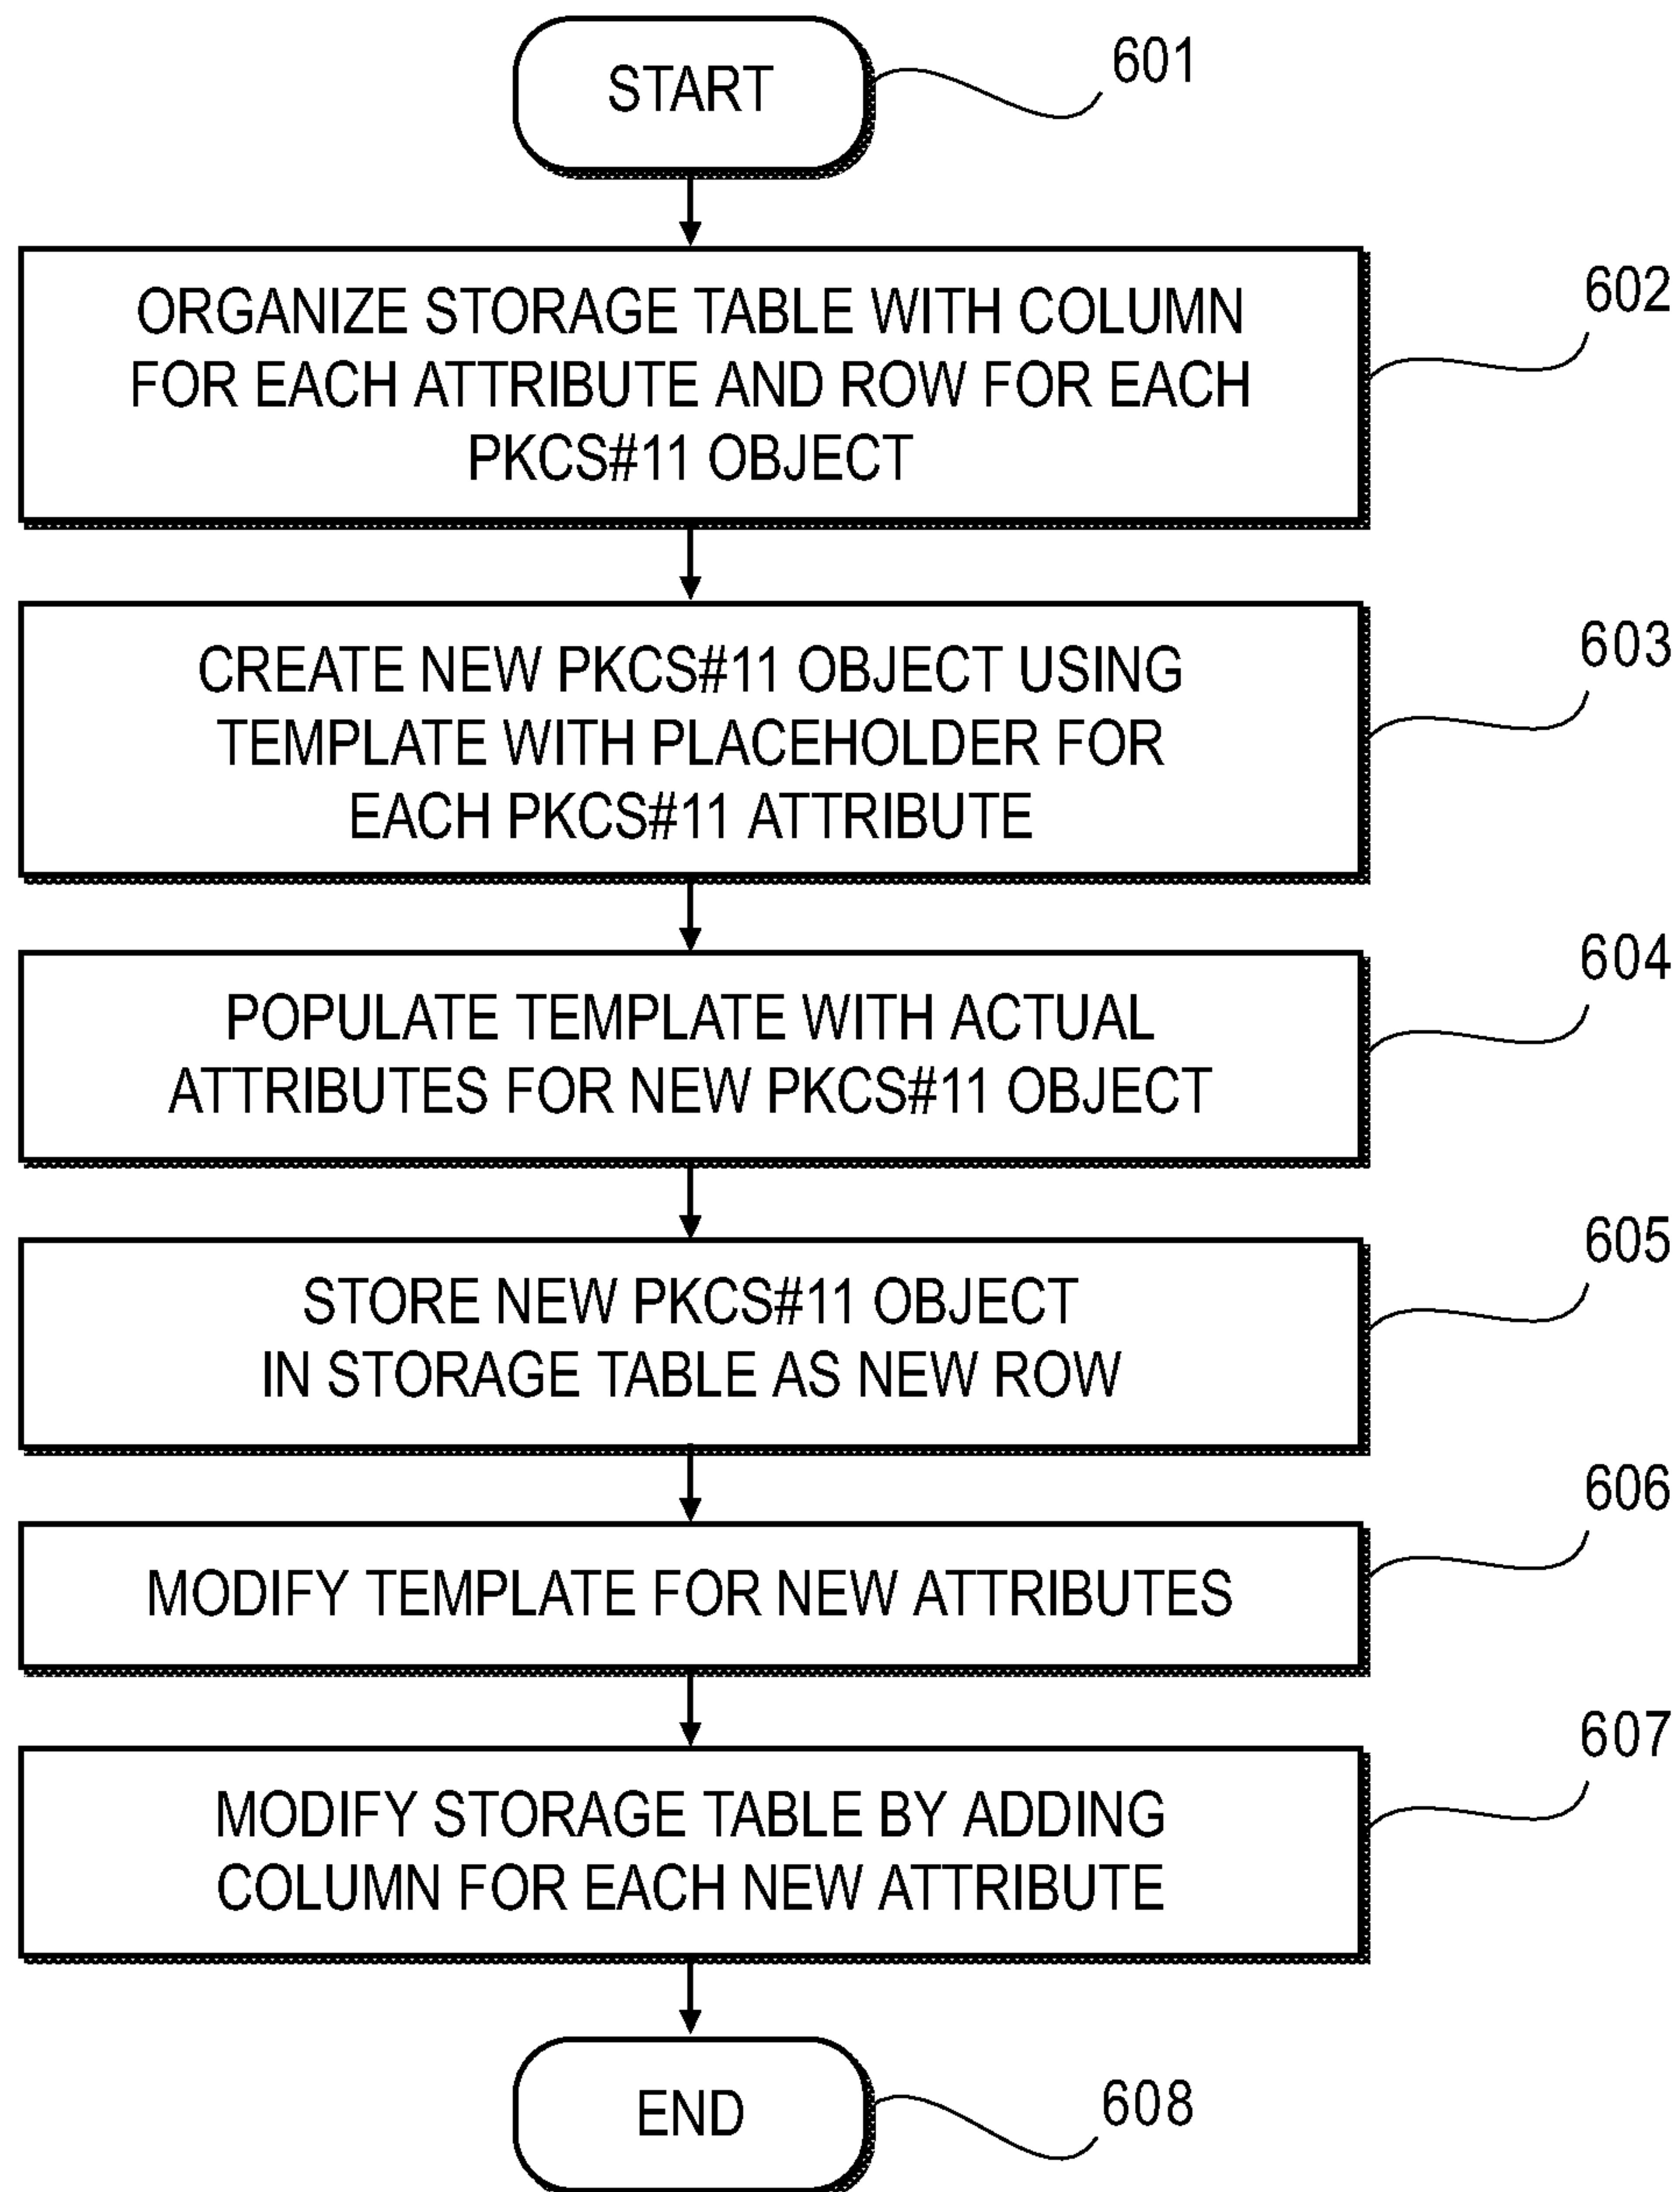 START
601
ORGANIZE STORAGE TABLE WITH COLUMN
FOR EACH ATTRIBUTE AND ROW FOR EACH
PKCS#11 OBJECT
602
CREATE NEW PKCS#11 OBJECT USING
TEMPLATE WITH PLACEHOLDER FOR
EACH PKCS#11 ATTRIBUTE
603
POPULATE TEMPLATE WITH ACTUAL
ATTRIBUTES FOR NEW PKCS#11 OBJECT
604
STORE NEW PKCS#11 OBJECT
IN STORAGE TABLE AS NEW ROW
605
MODIFY TEMPLATE FOR NEW ATTRIBUTES
606
MODIFY STORAGE TABLE BY ADDING
COLUMN FOR EACH NEW ATTRIBUTE
607
END
608